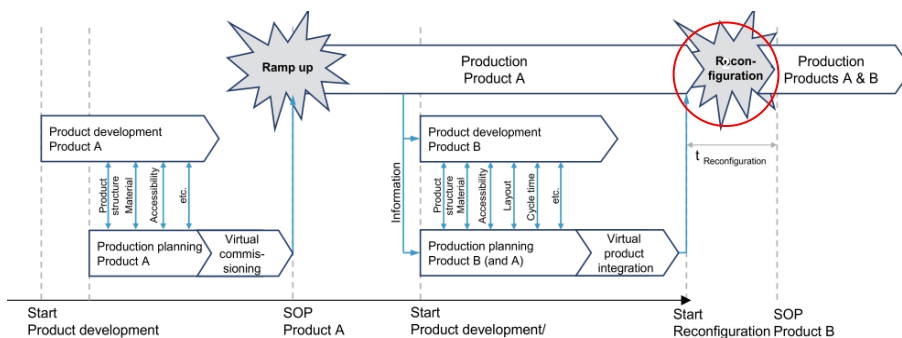 Ramp up
Production
Product A
Recon-
figuration
Production
Products A & B
Product development
Product A
Product development
Product B
t Reconfiguration
Product
structure
Material
Accessibility
etc.
Information
Product
structure
Material
Accessibility
Layout
Cycle time
etc.
Production planning
Product A
Virtual
commis-
sioning
Production planning
Product B (and A)
Virtual
product
integration
Start
Product development
SOP
Product A
Start
Product development/
Start
Reconfiguration
SOP
Product B